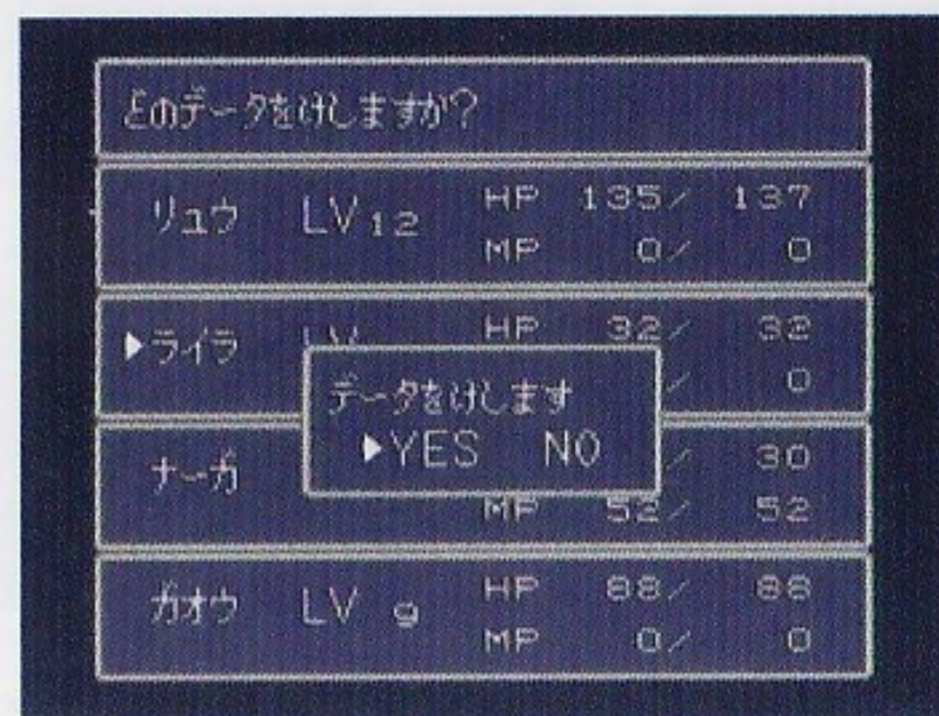 どのデータをけしますか?
リュウ LV 12 HP 135/ 137
MP 0/ 0
▶ライラ LV HP 32/ 32
/ 0
データをけします
▶YES NO
ナーガ / 30
MP 52/ 52
ガオウ LV 9 HP 88/ 88
MP 0/ 0